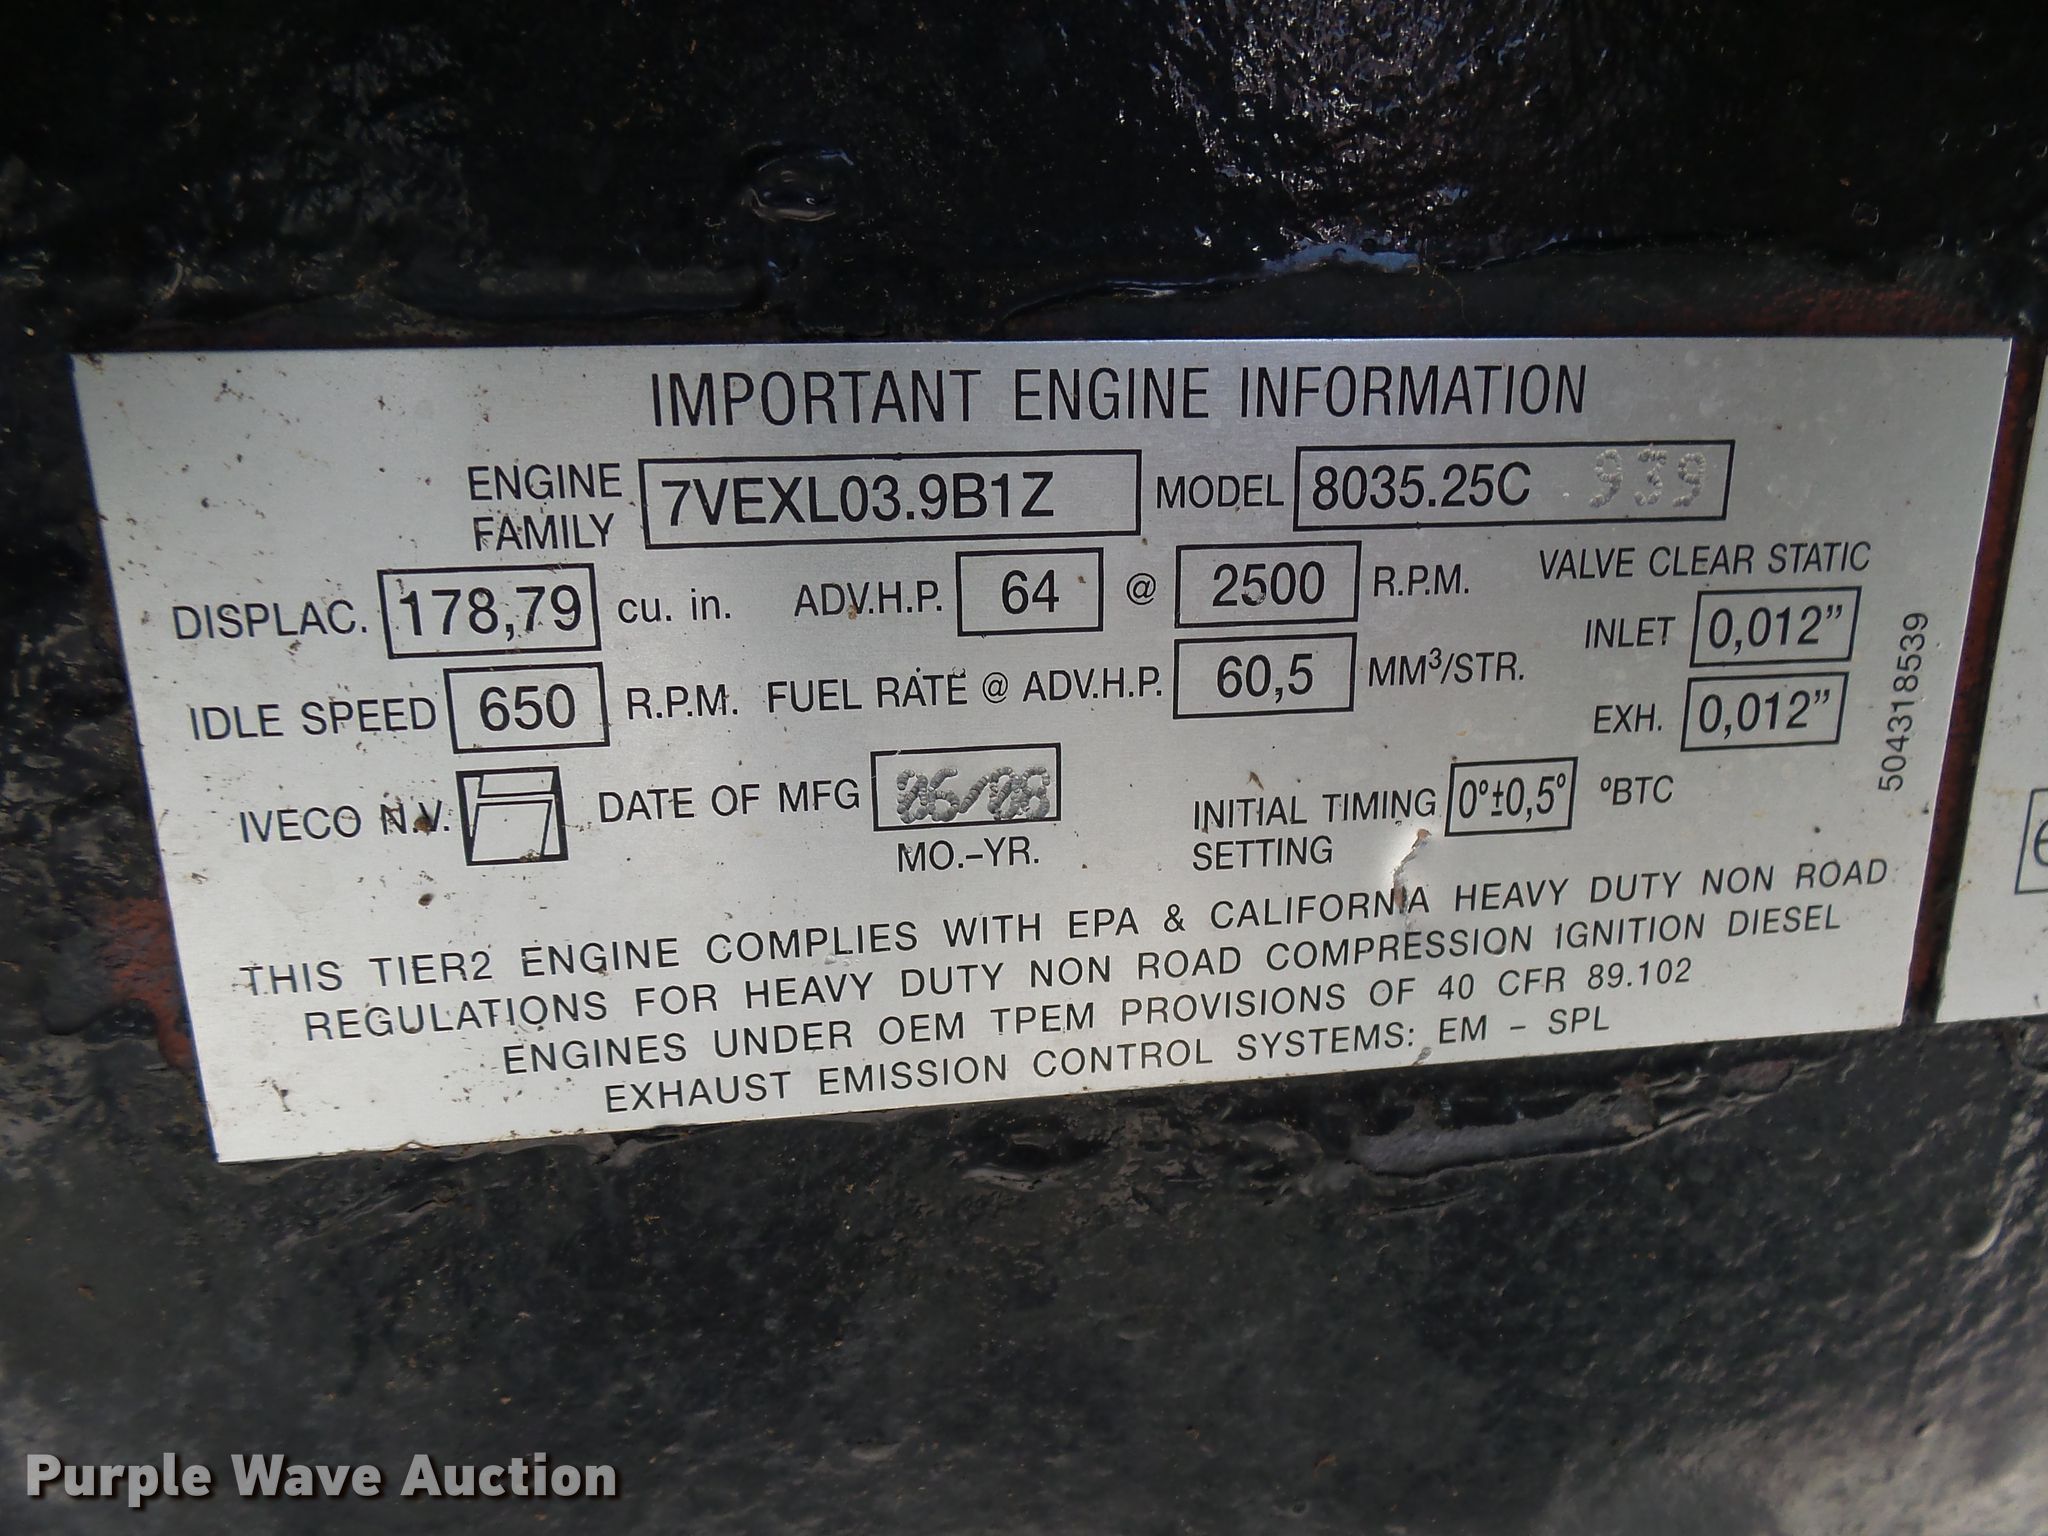 IMPORTANT ENGINE INFORMATION
ENGINE FAMILY 7VEXL03.9B1Z MODEL 8035.25C 939
DISPLAC. 178,79 cu. in. ADV.H.P. 64 @ 2500 R.P.M. VALVE CLEAR STATIC
INLET 0,012”
IDLE SPEED 650 R.P.M. FUEL RATE @ ADV.H.P. 60,5 MM³/STR.
EXH. 0,012”
504318539
IVECO N.V. DATE OF MFG 06/08 MO.-YR.
INITIAL TIMING SETTING 0°±0,5° °BTC
THIS TIER2 ENGINE COMPLIES WITH EPA & CALIFORNIA HEAVY DUTY NON ROAD
REGULATIONS FOR HEAVY DUTY NON ROAD COMPRESSION IGNITION DIESEL
ENGINES UNDER OEM TPEM PROVISIONS OF 40 CFR 89.102
EXHAUST EMISSION CONTROL SYSTEMS: EM - SPL
Purple Wave Auction